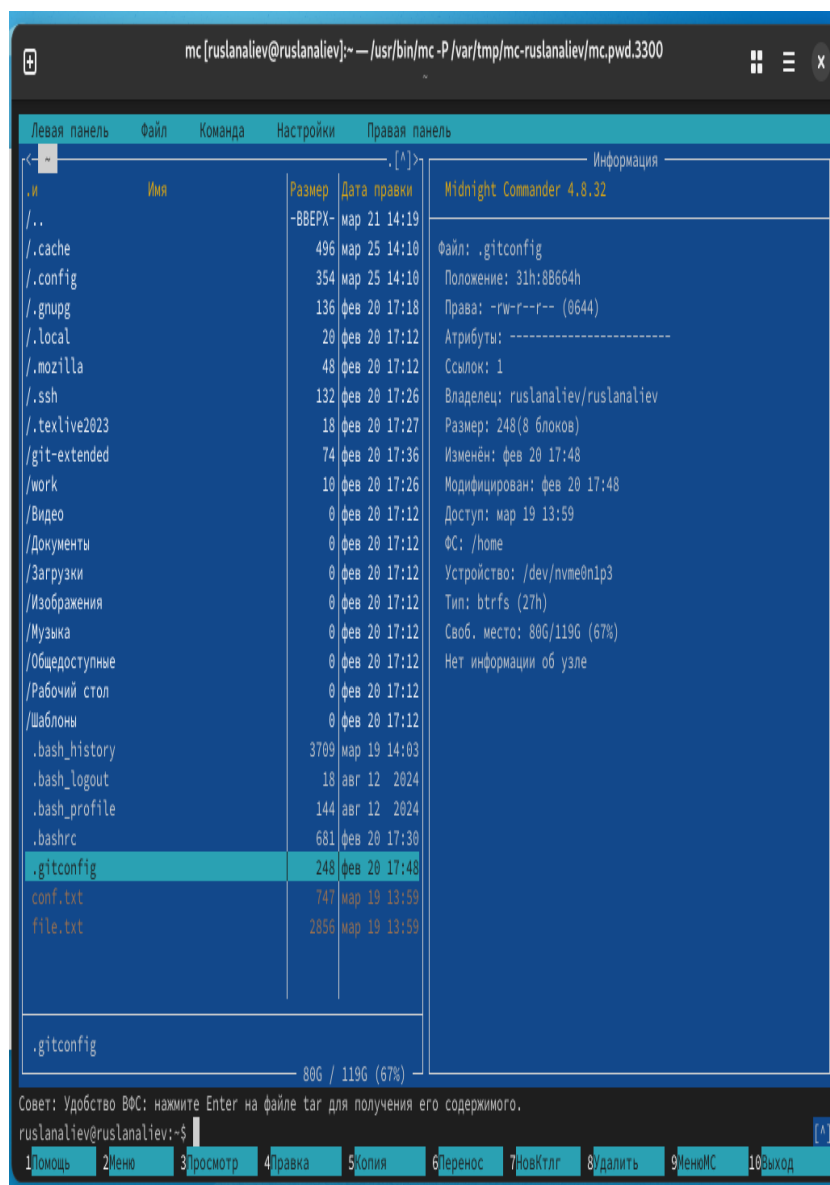 mc [ruslanaliev@ruslanaliev]:~ — /usr/bin/mc -P /var/tmp/mc-ruslanaliev/mc.pwd.3300
~
Левая панель Файл Команда Настройки Правая панель
<- ~ .[^]>
.и Имя Размер Дата правки
/.. -ВВЕРХ- мар 21 14:19
/.cache 496 мар 25 14:10
/.config 354 мар 25 14:10
/.gnupg 136 фев 20 17:18
/.local 20 фев 20 17:12
/.mozilla 48 фев 20 17:12
/.ssh 132 фев 20 17:26
/.texlive2023 18 фев 20 17:27
/git-extended 74 фев 20 17:36
/work 10 фев 20 17:26
/Видео 0 фев 20 17:12
/Документы 0 фев 20 17:12
/Загрузки 0 фев 20 17:12
/Изображения 0 фев 20 17:12
/Музыка 0 фев 20 17:12
/Общедоступные 0 фев 20 17:12
/Рабочий стол 0 фев 20 17:12
/Шаблоны 0 фев 20 17:12
.bash_history 3709 мар 19 14:03
.bash_logout 18 авг 12 2024
.bash_profile 144 авг 12 2024
.bashrc 681 фев 20 17:30
.gitconfig 248 фев 20 17:48
conf.txt 747 мар 19 13:59
file.txt 2856 мар 19 13:59
.gitconfig
80G / 119G (67%)
Информация
Midnight Commander 4.8.32
Файл: .gitconfig
Положение: 31h:8B664h
Права: -rw-r--r-- (0644)
Атрибуты: -------------------------
Ссылок: 1
Владелец: ruslanaliev/ruslanaliev
Размер: 248(8 блоков)
Изменён: фев 20 17:48
Модифицирован: фев 20 17:48
Доступ: мар 19 13:59
ФС: /home
Устройство: /dev/nvme0n1p3
Тип: btrfs (27h)
Своб. место: 80G/119G (67%)
Нет информации об узле
Совет: Удобство ВФС: нажмите Enter на файле tar для получения его содержимого.
ruslanaliev@ruslanaliev:~$ [^]
1Помощь 2Меню 3Просмотр 4Правка 5Копия 6Перенос 7НовКтлг 8Удалить 9МенюMC 10Выход